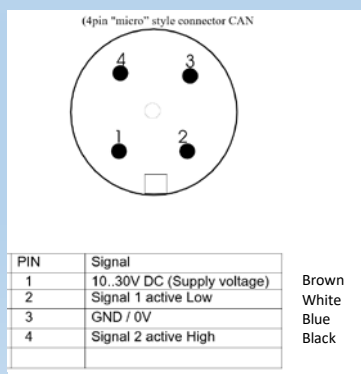 (4pin "micro" style connector CAN
4 3
1 2
PIN Signal
1 10..30V DC (Supply voltage) Brown
2 Signal 1 active Low White
3 GND / 0V Blue
4 Signal 2 active High Black